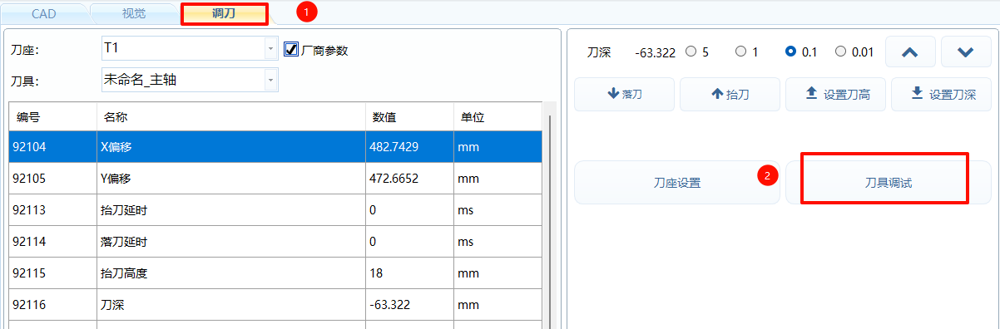 CAD 视觉 调刀 1
刀座： T1 厂商参数
刀具： 未命名_主轴
编号 名称 数值 单位
92104 X偏移 482.7429 mm
92105 Y偏移 472.6652 mm
92113 抬刀延时 0 ms
92114 落刀延时 0 ms
92115 抬刀高度 18 mm
92116 刀深 -63.322 mm
刀深 -63.322 5 1 0.1 0.01
落刀 抬刀 设置刀高 设置刀深
刀座设置 2 刀具调试